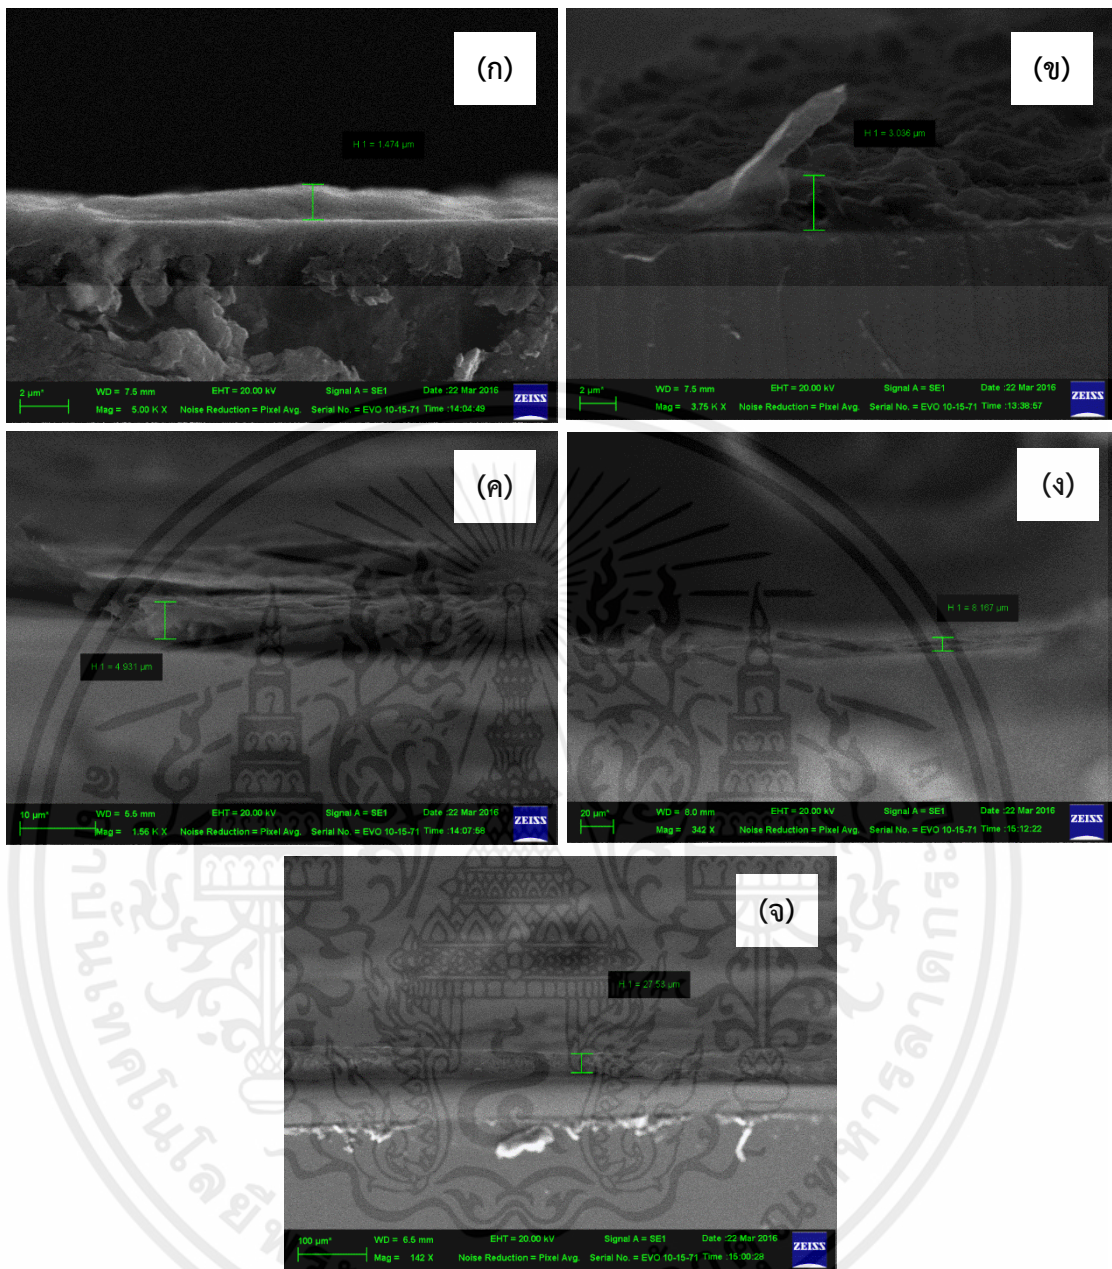 (ก)
H 1 = 1.474 µm
2 µm*
WD = 7.5 mm
EHT = 20.00 kV
Signal A = SE1
Date :22 Mar 2016
Mag = 5.00 K X
Noise Reduction = Pixel Avg.
Serial No. = EVO 10-15-71
Time :14:04:49
ZEISS
(ข)
H 1 = 3.036 µm
2 µm*
WD = 7.5 mm
EHT = 20.00 kV
Signal A = SE1
Date :22 Mar 2016
Mag = 3.75 K X
Noise Reduction = Pixel Avg.
Serial No. = EVO 10-15-71
Time :13:38:57
ZEISS
(ค)
H 1 = 4.931 µm
10 µm*
WD = 6.5 mm
EHT = 20.00 kV
Signal A = SE1
Date :22 Mar 2016
Mag = 1.56 K X
Noise Reduction = Pixel Avg.
Serial No. = EVO 10-15-71
Time :14:07:58
ZEISS
(ง)
H 1 = 8.167 µm
20 µm*
WD = 8.0 mm
EHT = 20.00 kV
Signal A = SE1
Date :22 Mar 2016
Mag = 342 X
Noise Reduction = Pixel Avg.
Serial No. = EVO 10-15-71
Time :15:12:22
ZEISS
(จ)
H 1 = 27.53 µm
100 µm*
WD = 6.5 mm
EHT = 20.00 kV
Signal A = SE1
Date :22 Mar 2016
Mag = 142 X
Noise Reduction = Pixel Avg.
Serial No. = EVO 10-15-71
Time :15:00:28
ZEISS